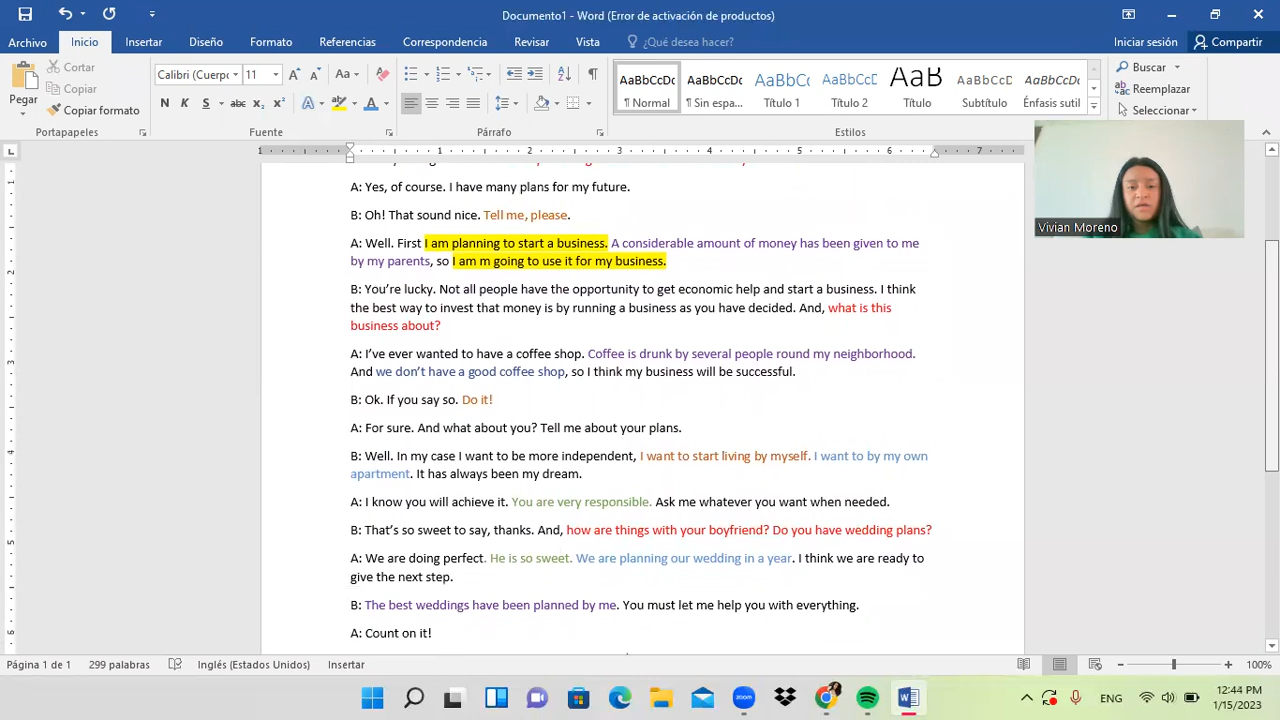 Documento1 - Word (Error de activación de productos)
Archivo Inicio Insertar Diseño Formato Referencias Correspondencia Revisar Vista ¿Qué desea hacer? Iniciar sesión Compartir
Pegar Cortar Copiar Copiar formato
Calibri (Cuerpo 11 Aa
N K S abc x₂ x² A A
AaBbCcDc AaBbCcDc AaBbCc AaBbCcD AaB AaBbCcD AaBbCcDc
¶ Normal ¶ Sin espa... Título 1 Título 2 Título Subtítulo Énfasis sutil
Buscar
Reemplazar
Seleccionar
Portapapeles Fuente Párrafo Estilos
1 1 2 3 4 5 6 7
A: Yes, of course. I have many plans for my future.
B: Oh! That sound nice. Tell me, please.
A: Well. First I am planning to start a business. A considerable amount of money has been given to me
by my parents, so I am m going to use it for my business.
B: You're lucky. Not all people have the opportunity to get economic help and start a business. I think
the best way to invest that money is by running a business as you have decided. And, what is this
business about?
A: I've ever wanted to have a coffee shop. Coffee is drunk by several people round my neighborhood.
And we don't have a good coffee shop, so I think my business will be successful.
B: Ok. If you say so. Do it!
A: For sure. And what about you? Tell me about your plans.
B: Well. In my case I want to be more independent, I want to start living by myself. I want to by my own
apartment. It has always been my dream.
A: I know you will achieve it. You are very responsible. Ask me whatever you want when needed.
B: That's so sweet to say, thanks. And, how are things with your boyfriend? Do you have wedding plans?
A: We are doing perfect. He is so sweet. We are planning our wedding in a year. I think we are ready to
give the next step.
B: The best weddings have been planned by me. You must let me help you with everything.
A: Count on it!
Vivian Moreno
Página 1 de 1 299 palabras Inglés (Estados Unidos) Insertar 100%
zoom ENG 12:44 PM
1/15/2023